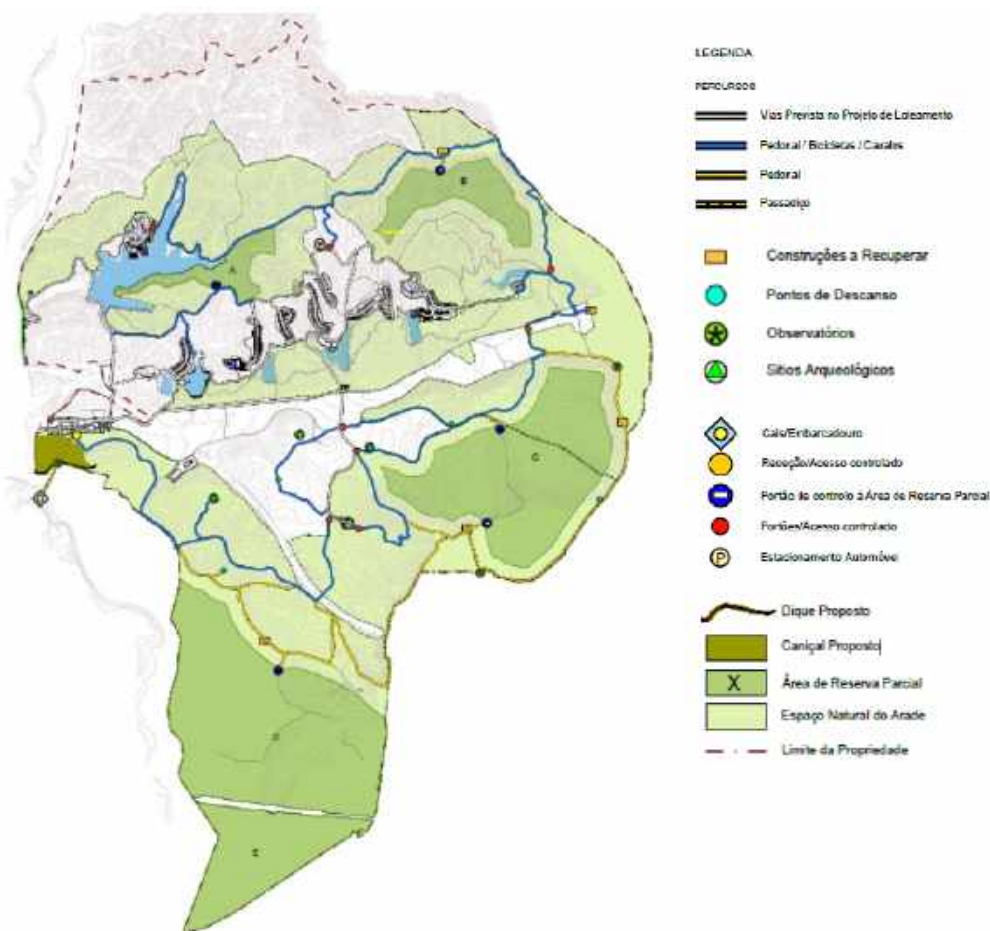 LEGENDA
PERCURSOS
Vias Prevista no Projeto de Loteamento
Pedonal / Bicicletas / Cavalos
Pedonal
Passadiço
Construções a Recuperar
Pontos de Descanso
Observatórios
Sitios Arqueológicos
Cais/Embarcadouro
Receção/Acesso controlado
Portão de controlo à Área de Reserva Parcial
Portões/Acesso controlado
P Estacionamento Automóvel
Dique Proposto
Caniçal Proposto
X Área de Reserva Parcial
Espaço Natural do Arade
Limite da Propriedade
B
A
C
E